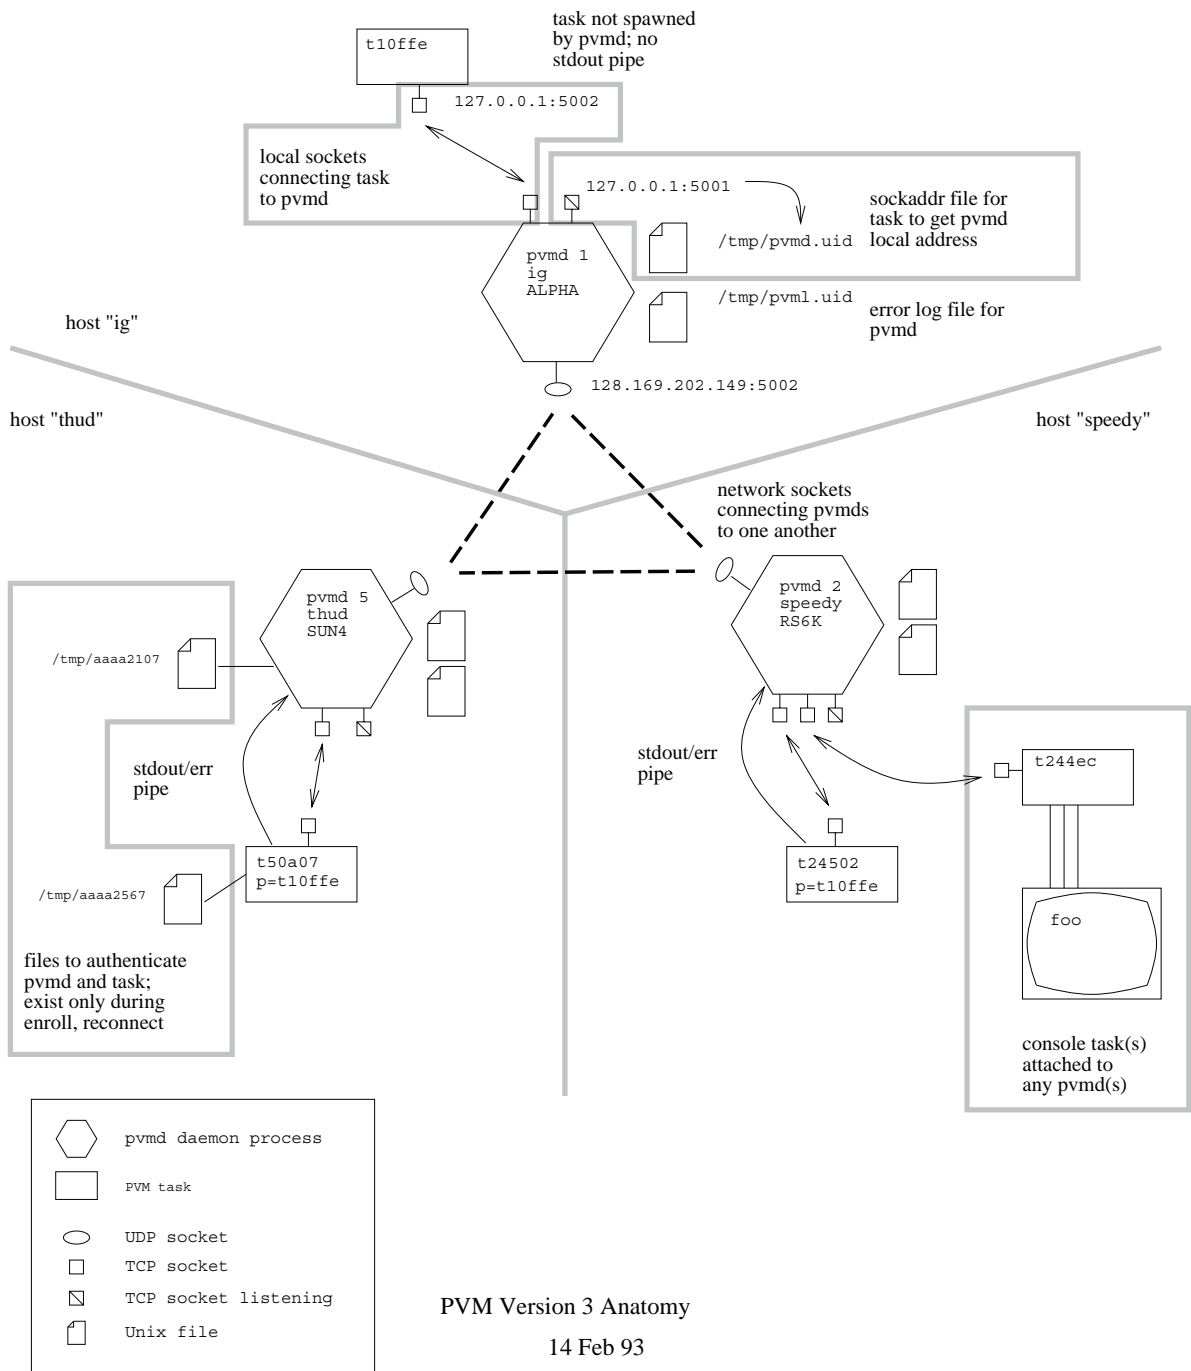 task not spawned
by pvmd; no
stdout pipe
t10ffe
127.0.0.1:5002
local sockets
connecting task
to pvmd
127.0.0.1:5001
sockaddr file for
task to get pvmd
local address
/tmp/pvmd.uid
pvmd 1
ig
ALPHA
/tmp/pvml.uid
error log file for
pvmd
host "ig"
128.169.202.149:5002
host "thud"
host "speedy"
network sockets
connecting pvmds
to one another
pvmd 5
thud
SUN4
pvmd 2
speedy
RS6K
/tmp/aaaa2107
stdout/err
pipe
stdout/err
pipe
t244ec
t50a07
p=t10ffe
t24502
p=t10ffe
/tmp/aaaa2567
foo
files to authenticate
pvmd and task;
exist only during
enroll, reconnect
console task(s)
attached to
any pvmd(s)
pvmd daemon process
PVM task
UDP socket
TCP socket
TCP socket listening
Unix file
PVM Version 3 Anatomy
14 Feb 93